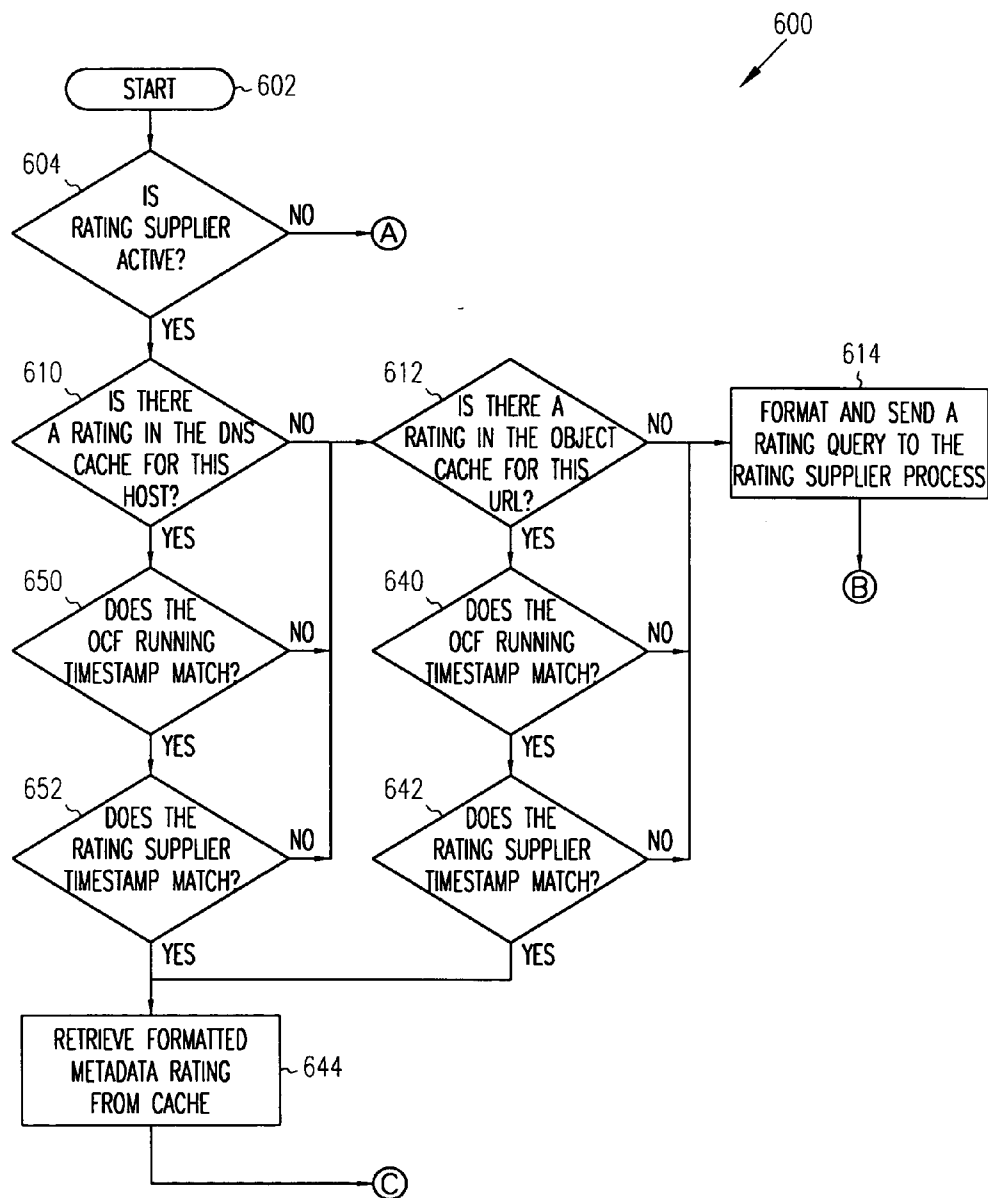 600
START
602
604
IS
RATING SUPPLIER
ACTIVE?
NO
A
YES
610
IS THERE
A RATING IN THE DNS
CACHE FOR THIS
HOST?
NO
YES
612
IS THERE A
RATING IN THE OBJECT
CACHE FOR THIS
URL?
NO
YES
614
FORMAT AND SEND A
RATING QUERY TO THE
RATING SUPPLIER PROCESS
B
650
DOES THE
OCF RUNNING
TIMESTAMP MATCH?
NO
YES
640
DOES THE
OCF RUNNING
TIMESTAMP MATCH?
NO
YES
652
DOES THE
RATING SUPPLIER
TIMESTAMP MATCH?
NO
YES
642
DOES THE
RATING SUPPLIER
TIMESTAMP MATCH?
NO
YES
RETRIEVE FORMATTED
METADATA RATING
FROM CACHE
644
C